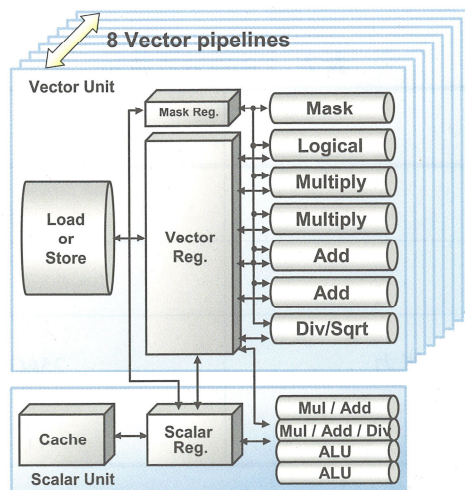 8 Vector pipelines
Vector Unit
Mask Reg.
Mask
Logical
Multiply
Multiply
Add
Add
Div/Sqrt
Load
or
Store
Vector
Reg.
Mul / Add
Mul / Add / Div
ALU
ALU
Cache
Scalar
Reg.
Scalar Unit